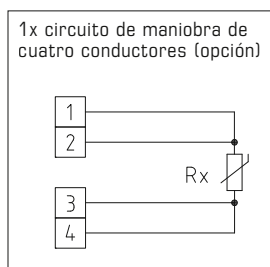 1x circuito de maniobra de
cuatro conductores (opción)
1
2
Rx
3
4